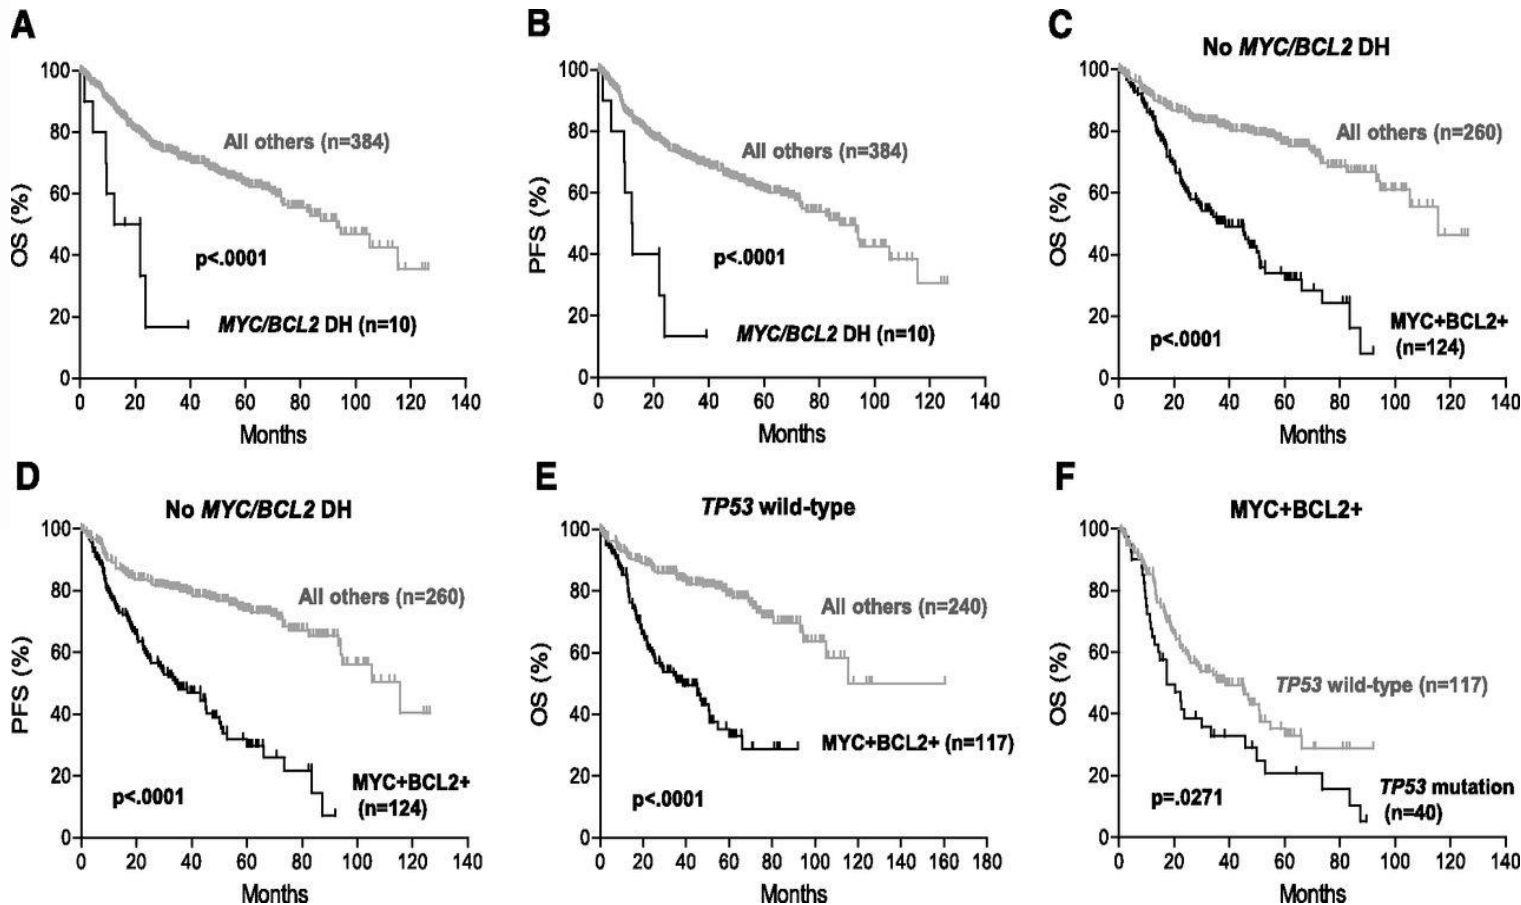 A
100
80
60
40
20
0
OS (%)
All others (n=384)
p<.0001
MYC/BCL2 DH (n=10)
0 20 40 60 80 100 120 140
Months
B
100
80
60
40
20
0
PFS (%)
All others (n=384)
p<.0001
MYC/BCL2 DH (n=10)
0 20 40 60 80 100 120 140
Months
C
No MYC/BCL2 DH
100
80
60
40
20
0
OS (%)
All others (n=260)
p<.0001
MYC+BCL2+
(n=124)
0 20 40 60 80 100 120 140
Months
D
No MYC/BCL2 DH
100
80
60
40
20
0
PFS (%)
All others (n=260)
p<.0001
MYC+BCL2+
(n=124)
0 20 40 60 80 100 120 140
Months
E
TP53 wild-type
100
80
60
40
20
0
OS (%)
All others (n=240)
MYC+BCL2+ (n=117)
p<.0001
0 20 40 60 80 100 120 140 160 180
Months
F
MYC+BCL2+
100
80
60
40
20
0
OS (%)
TP53 wild-type (n=117)
p=.0271
TP53 mutation
(n=40)
0 20 40 60 80 100 120 140
Months